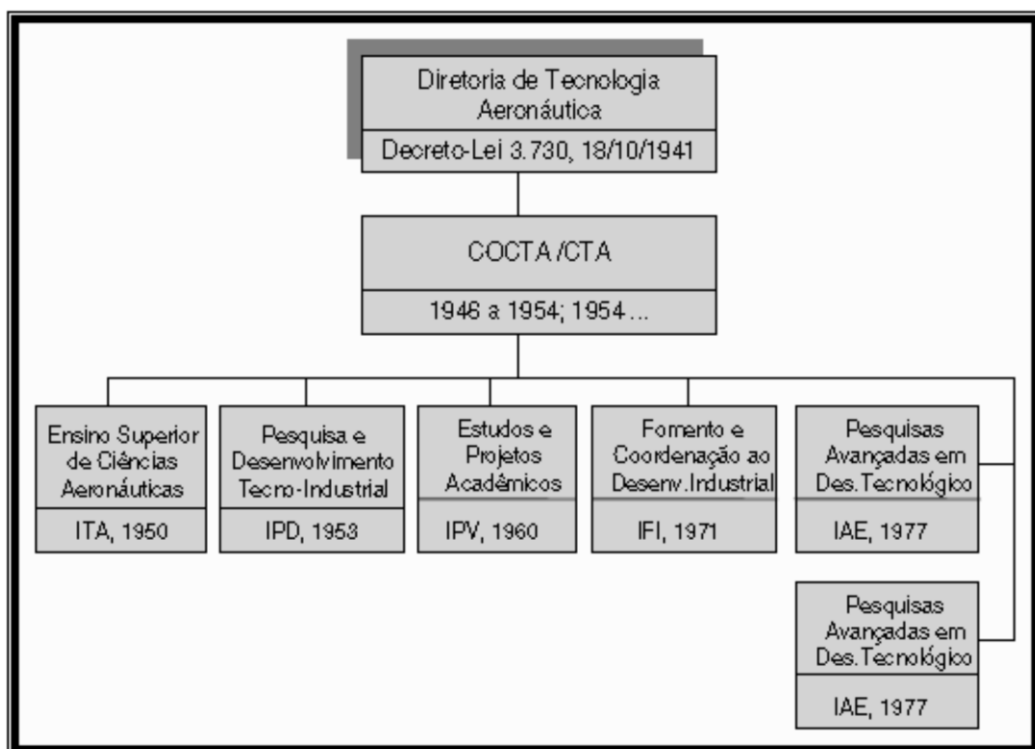 Diretoria de Tecnologia
Aeronáutica
Decreto-Lei 3.730, 18/10/1941
COCTA/CTA
1946 a 1954; 1954...
Ensino Superior
de Ciências
Aeronáuticas
ITA, 1950
Pesquisa e
Desenvolvimento
Tecno-Industrial
IPD, 1953
Estudos e
Projetos
Acadêmicos
IPV, 1960
Fomento e
Coordenação ao
Desenv.Industrial
IFI, 1971
Pesquisas
Avançadas em
Des.Tecnológico
IAE, 1977
Pesquisas
Avançadas em
Des.Tecnológico
IAE, 1977